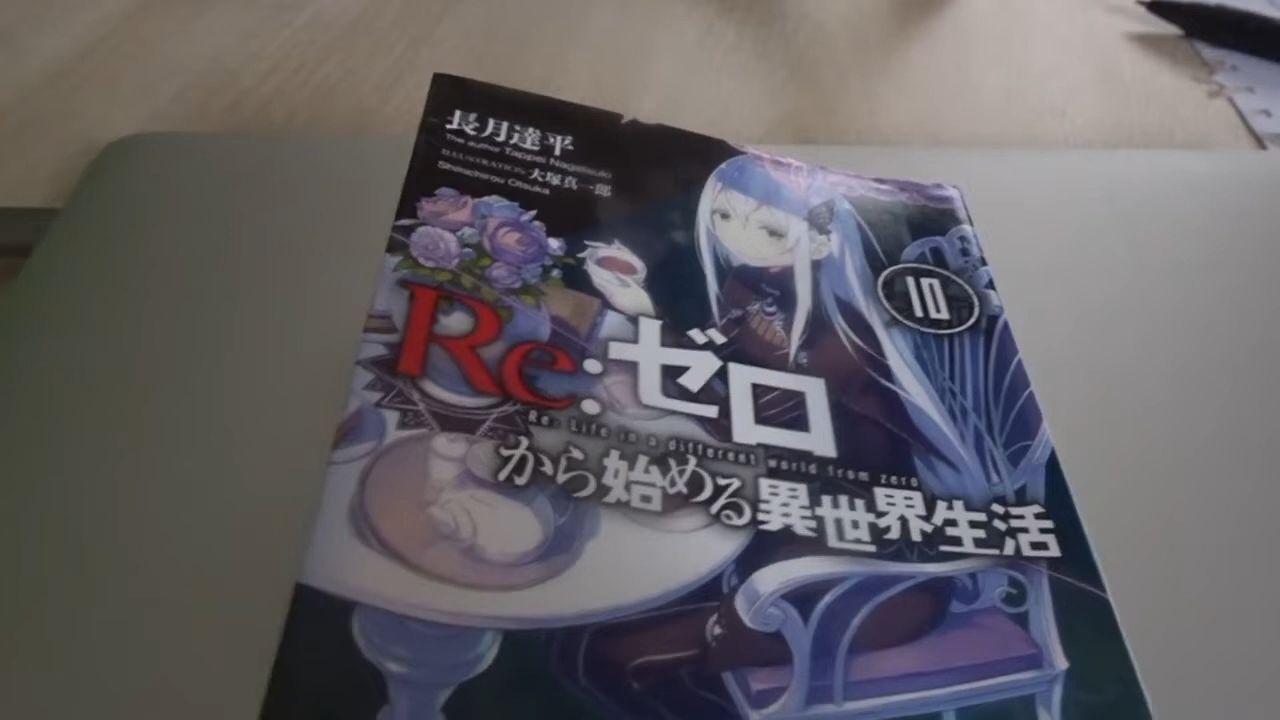 長月達平
The author Tappei Nagatsuki
ILLUSTRATION 大塚真一郎
Shinichirou Otsuka
10
Re:ゼロ
Re: Life in a different world from zero
から始める異世界生活